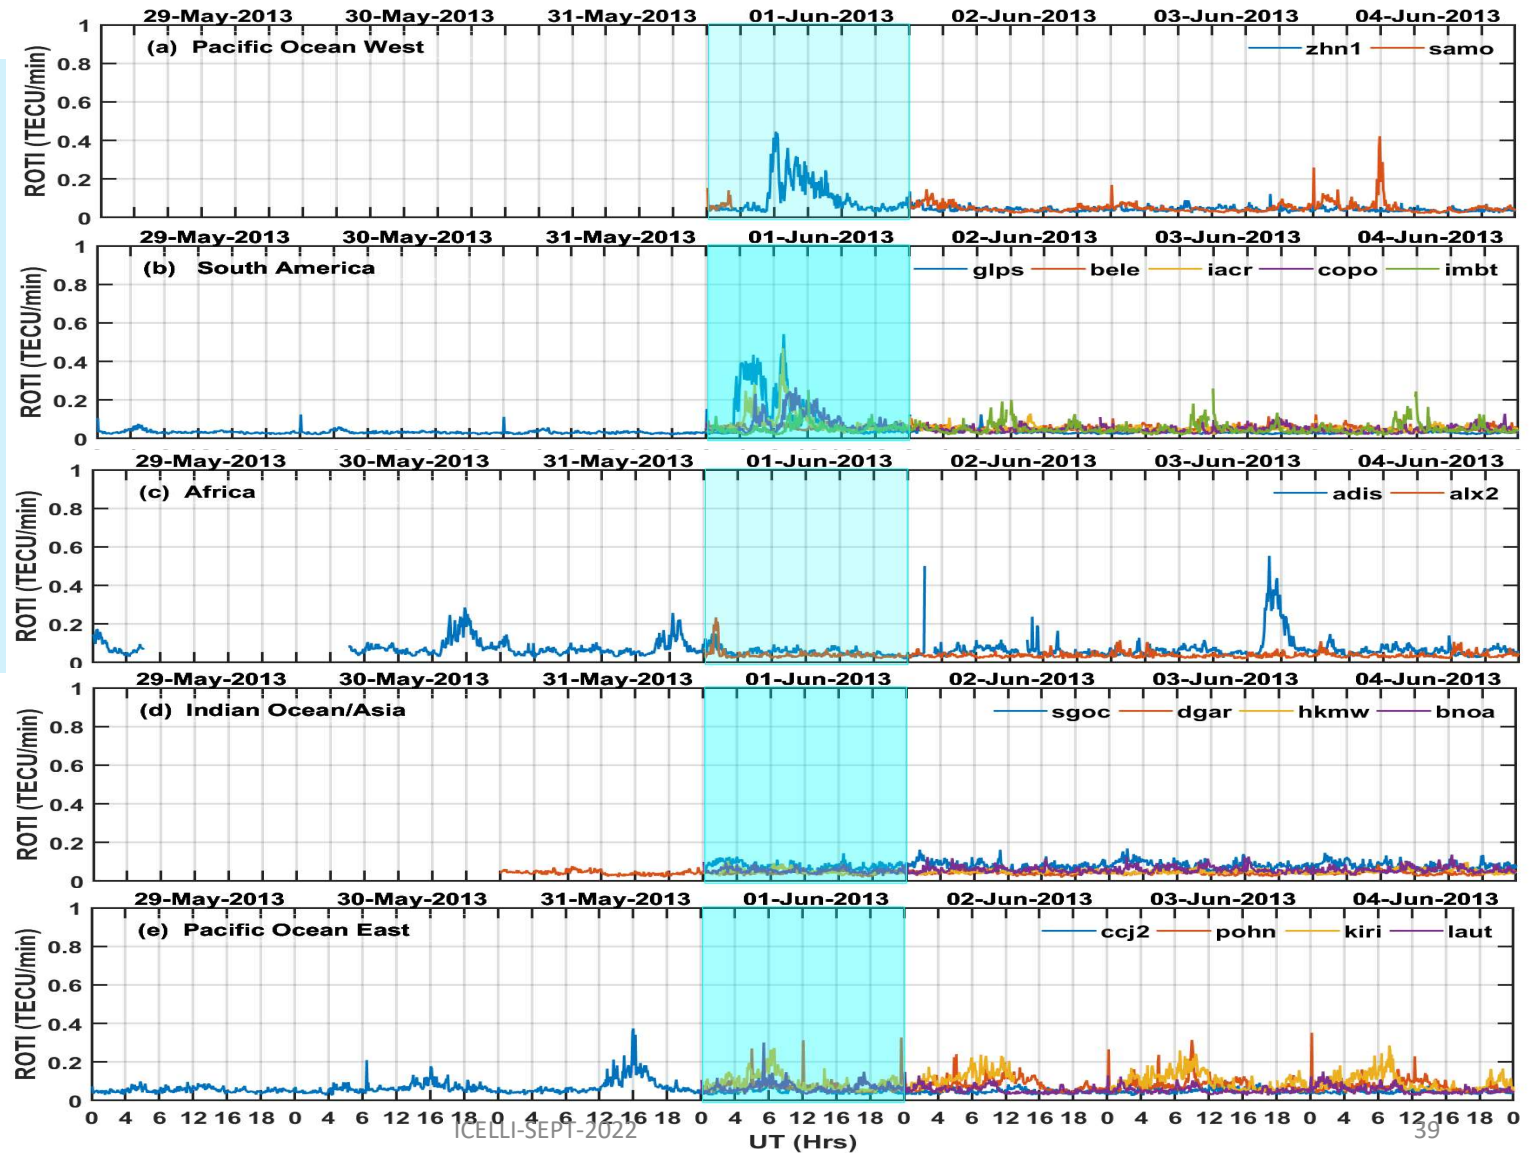 29-May-2013 30-May-2013 31-May-2013 01-Jun-2013 02-Jun-2013 03-Jun-2013 04-Jun-2013
(a) Pacific Ocean West
zhn1 samo
ROTI (TECU/min)
1
0.8
0.6
0.4
0.2
0
29-May-2013 30-May-2013 31-May-2013 01-Jun-2013 02-Jun-2013 03-Jun-2013 04-Jun-2013
(b) South America
glps bele iacr copo imbt
ROTI (TECU/min)
1
0.8
0.6
0.4
0.2
0
29-May-2013 30-May-2013 31-May-2013 01-Jun-2013 02-Jun-2013 03-Jun-2013 04-Jun-2013
(c) Africa
adis alx2
ROTI (TECU/min)
1
0.8
0.6
0.4
0.2
0
29-May-2013 30-May-2013 31-May-2013 01-Jun-2013 02-Jun-2013 03-Jun-2013 04-Jun-2013
(d) Indian Ocean/Asia
sgoc dgar hkmw bnoa
ROTI (TECU/min)
1
0.8
0.6
0.4
0.2
0
29-May-2013 30-May-2013 31-May-2013 01-Jun-2013 02-Jun-2013 03-Jun-2013 04-Jun-2013
(e) Pacific Ocean East
ccj2 pohn kiri laut
ROTI (TECU/min)
1
0.8
0.6
0.4
0.2
0
0 4 6 12 16 18 0 6 12 16 18 0 6 12 16 18 0 4 6 12 16 18 0 4 6 12 16 18 0 4 6 12 16 18 0 4 6 12 18 0
UT (Hrs)
ICELLI-SEPT-2022
39